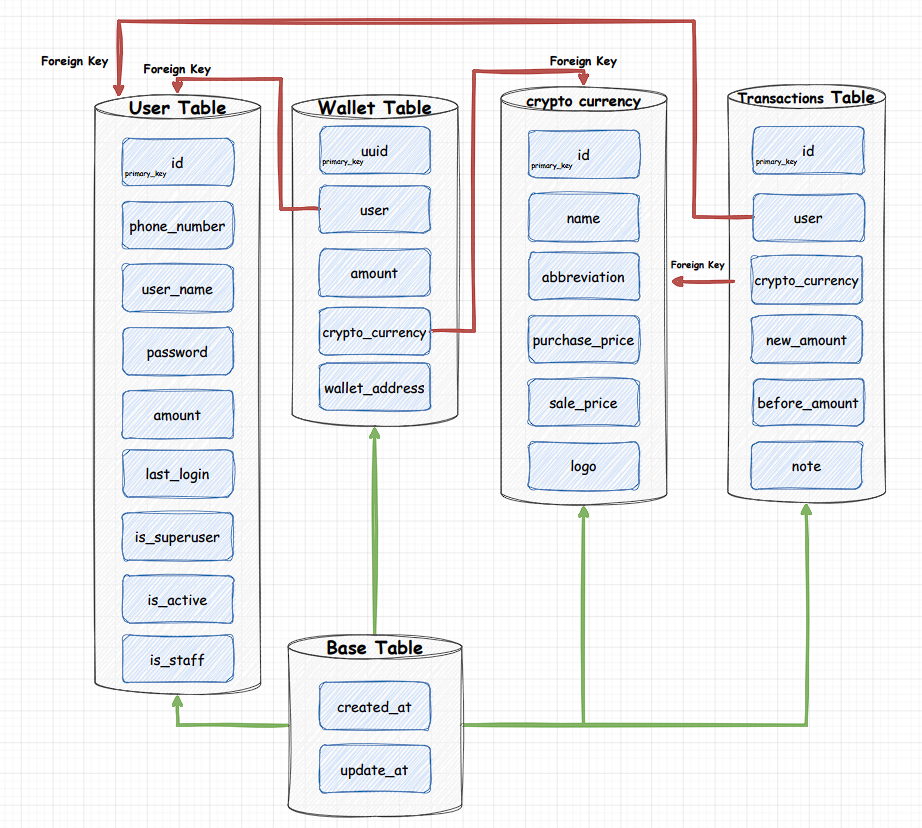 Foreign Key
Foreign Key
Foreign Key
User Table
id
primary_key
phone_number
user_name
password
amount
last_login
is_superuser
is_active
is_staff
Wallet Table
uuid
primary_key
user
amount
crypto_currency
wallet_address
crypto currency
id
primary_key
name
abbreviation
purchase_price
sale_price
logo
Foreign Key
Transactions Table
id
primary_key
user
crypto_currency
new_amount
before_amount
note
Base Table
created_at
update_at